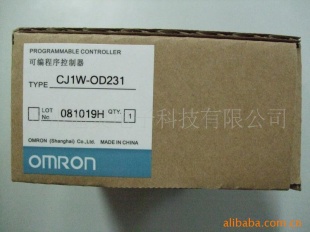 PROGRAMMABLE CONTROLLER
可编程序控制器
TYPE CJ1W-OD231
LOT No 081019H QTY. 1
科技有限公司
OMRON (Shanghai) Co.,Ltd. MADE IN CHINA
OMRON
alibaba.com.cn